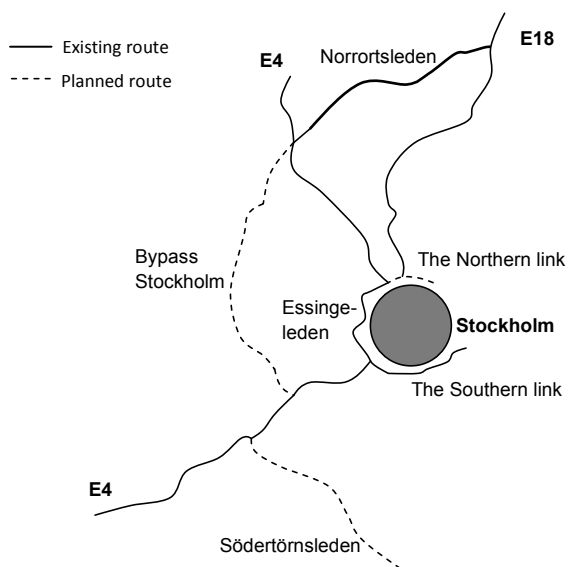 Existing route
Planned route
E4
Norrortsleden
E18
Bypass
Stockholm
The Northern link
Essinge-
leden
Stockholm
The Southern link
E4
Södertörnsleden